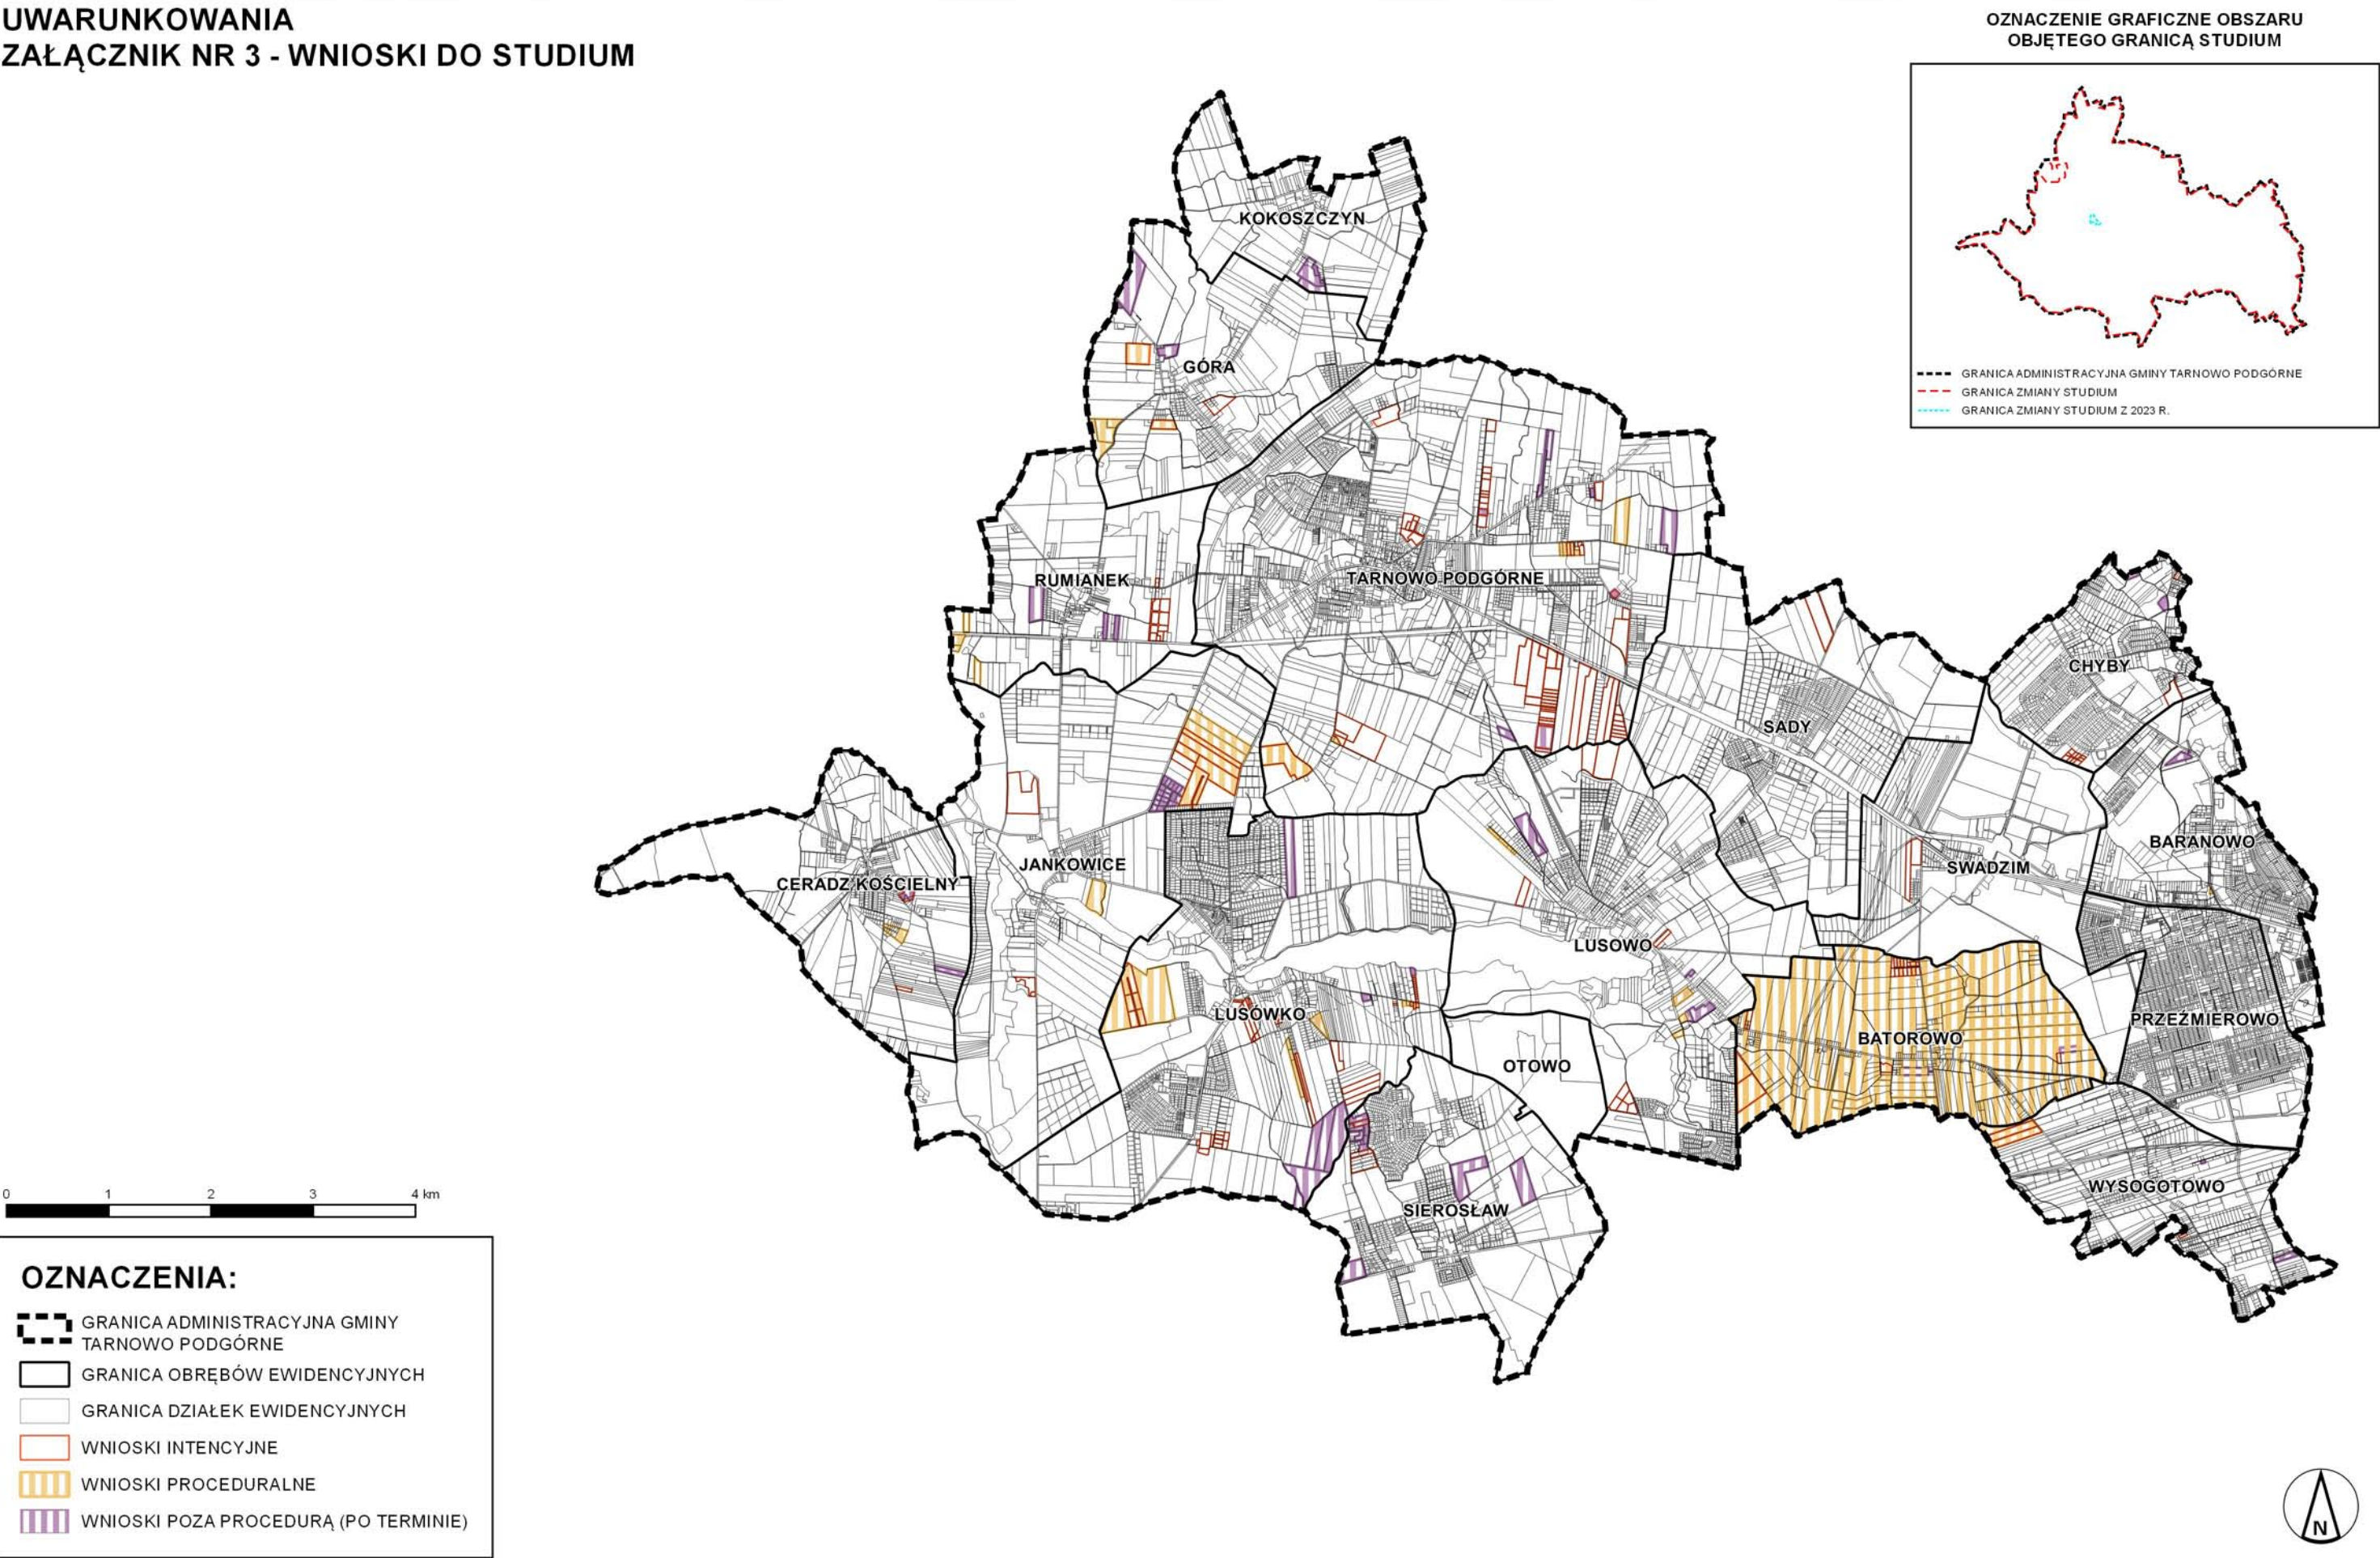 UWARUNKOWANIA
ZAŁĄCZNIK NR 3 - WNIOSKI DO STUDIUM
OZNACZENIE GRAFICZNE OBSZARU
OBJĘTEGO GRANICĄ STUDIUM
GRANICA ADMINISTRACYJNA GMINY TARNOWO PODGÓRNE
GRANICA ZMIANY STUDIUM
GRANICA ZMIANY STUDIUM Z 2023 R.
KOKOSZCZYN
GÓRA
RUMIANEK
TARNOWO PODGÓRNE
CHYBY
SADY
BARANOWO
SWADZIM
JANKOWICE
CERADZ KOŚCIELNY
LUSOWO
LUSÓWKO
PRZEŹMIEROWO
BATOROWO
OTOWO
WYSOGOTOWO
SIEROSŁAW
0 1 2 3 4 km
OZNACZENIA:
GRANICA ADMINISTRACYJNA GMINY
TARNOWO PODGÓRNE
GRANICA OBRĘBÓW EWIDENCYJNYCH
GRANICA DZIAŁEK EWIDENCYJNYCH
WNIOSKI INTENCYJNE
WNIOSKI PROCEDURALNE
WNIOSKI POZA PROCEDURĄ (PO TERMINIE)
N